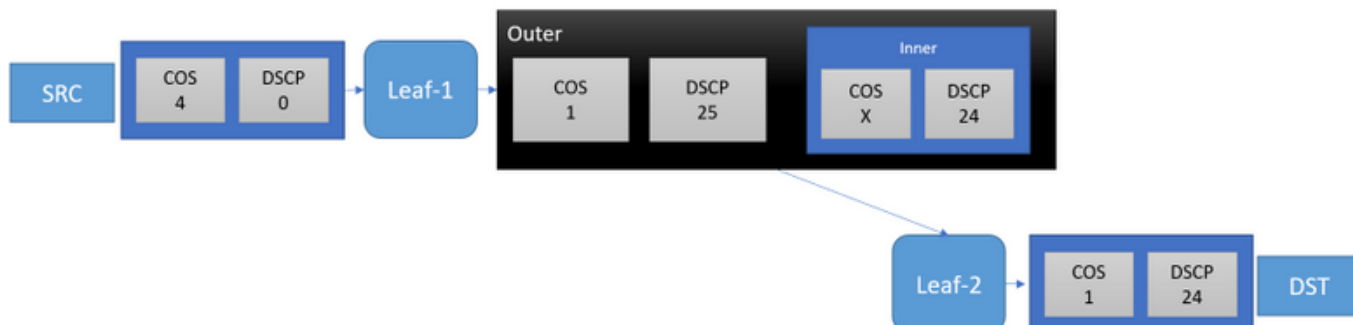 SRC
COS
4
DSCP
0
Leaf-1
Outer
COS
1
DSCP
25
Inner
COS
X
DSCP
24
Leaf-2
COS
1
DSCP
24
DST